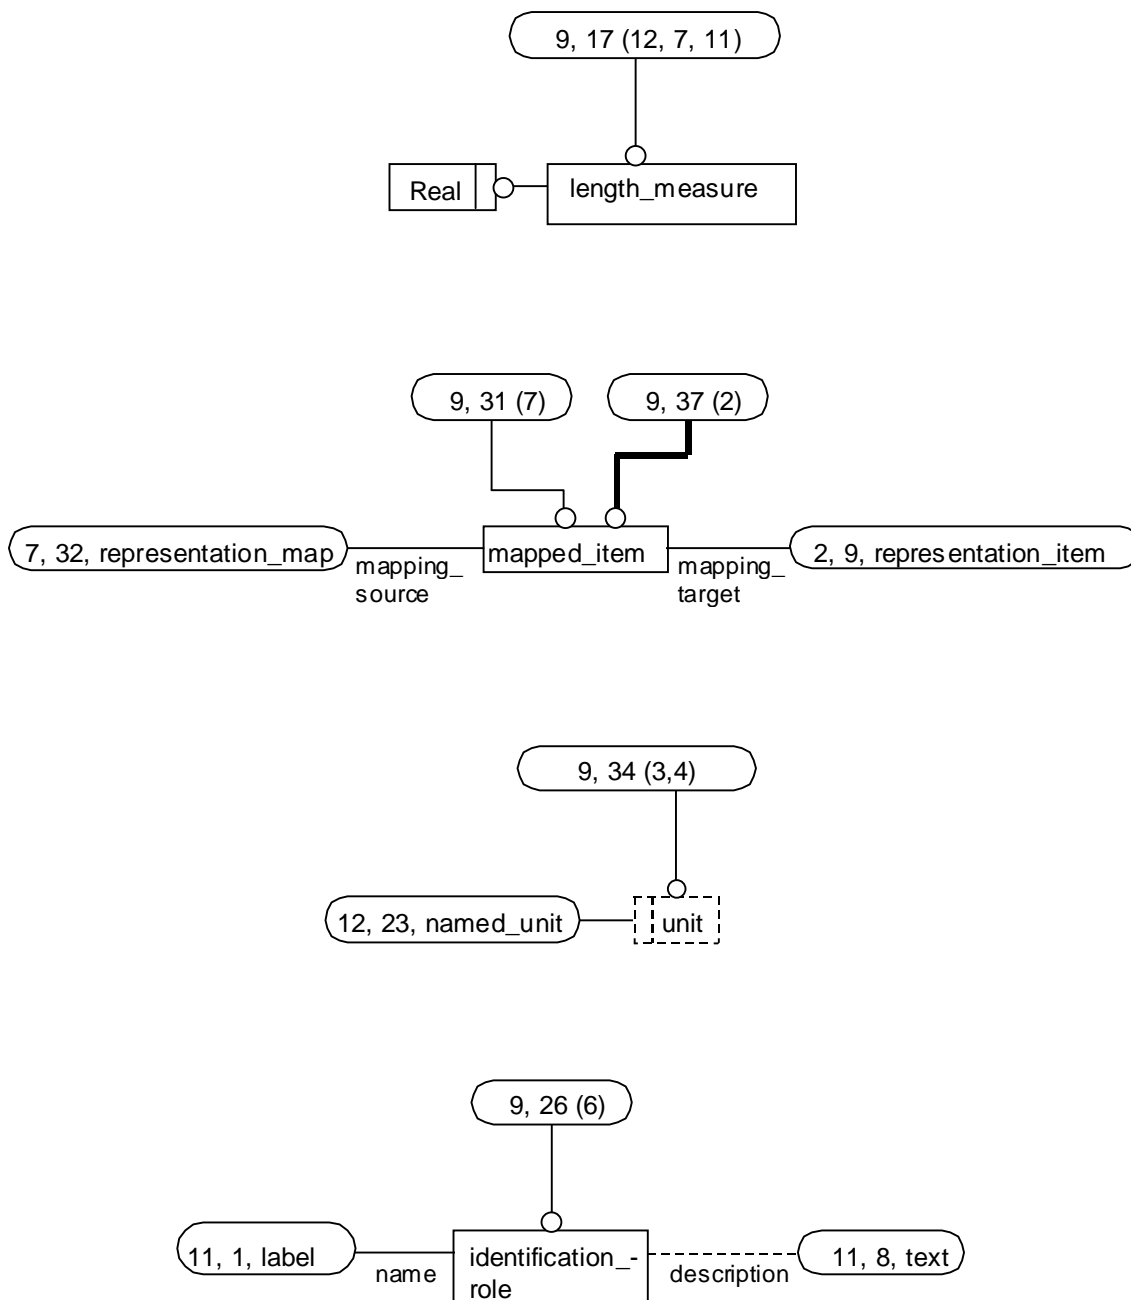 9, 17 (12, 7, 11)
Real
length_measure
9, 31 (7)
9, 37 (2)
7, 32, representation_map
mapping_
source
mapped_item
mapping_
target
2, 9, representation_item
9, 34 (3,4)
12, 23, named_unit
unit
9, 26 (6)
11, 1, label
name
identification_-
role
description
11, 8, text